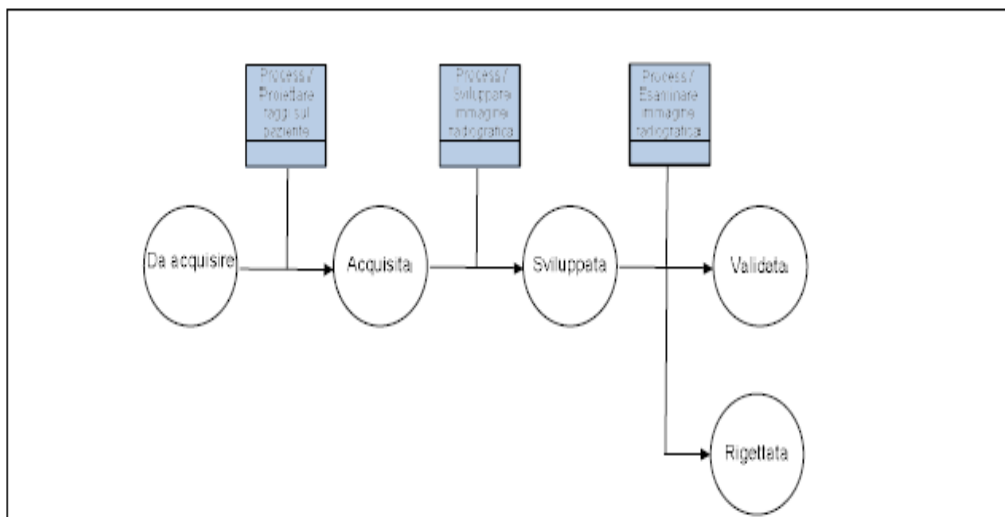 Process /
Proiettare
raggi sul
paziente
Process /
Sviluppare
immagine
radiografica
Process /
Esaminare
immagine
radiografica
Da acquisire
Acquisita
Sviluppata
Validata
Rigettata